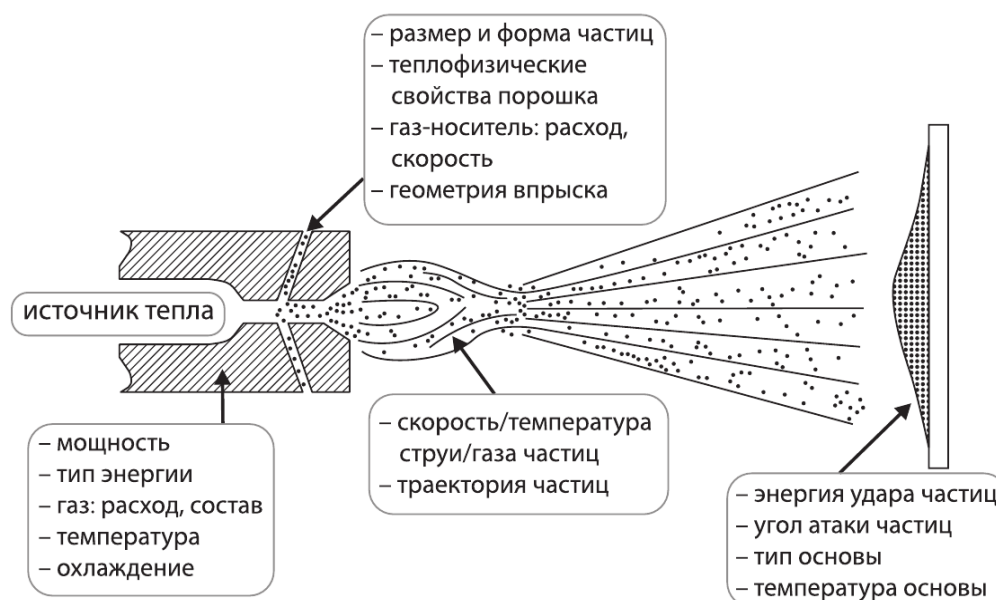 – размер и форма частиц
– теплофизические
свойства порошка
– газ-носитель: расход,
скорость
– геометрия впрыска
источник тепла
– мощность
– тип энергии
– газ: расход, состав
– температура
– охлаждение
– скорость/температура
струи/газа частиц
– траектория частиц
– энергия удара частиц
– угол атаки частиц
– тип основы
– температура основы